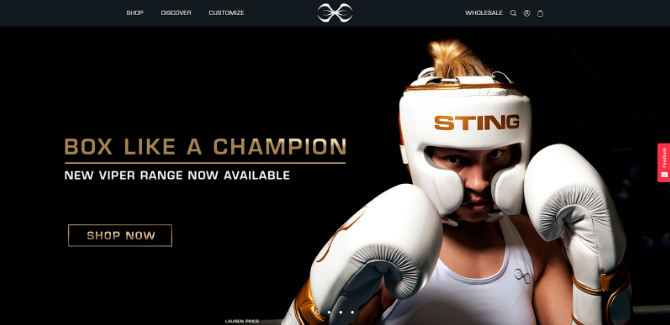 SHOP DISCOVER CUSTOMIZE WHOLESALE
BOX LIKE A CHAMPION
NEW VIPER RANGE NOW AVAILABLE
SHOP NOW
STING
Feedback
LAUREN PRICE